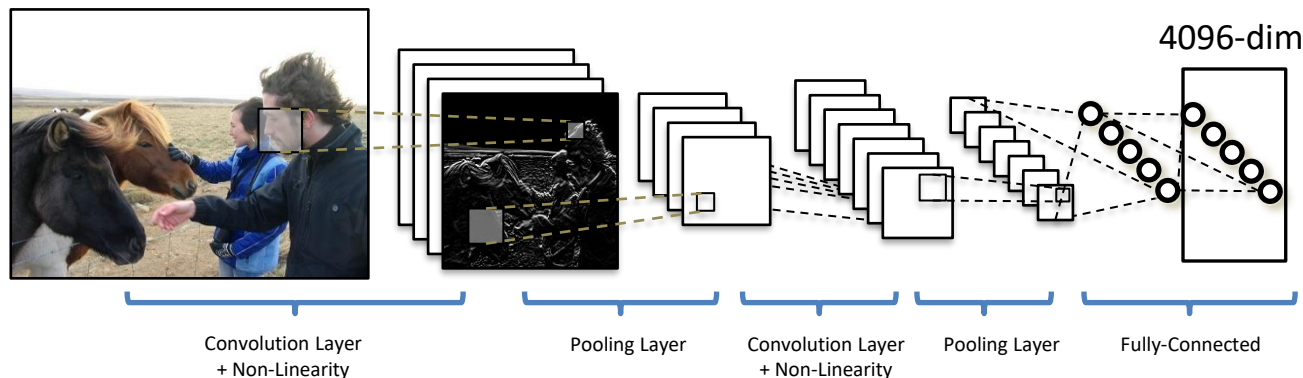 4096-dim
Convolution Layer
+ Non-Linearity
Pooling Layer
Convolution Layer
+ Non-Linearity
Pooling Layer
Fully-Connected